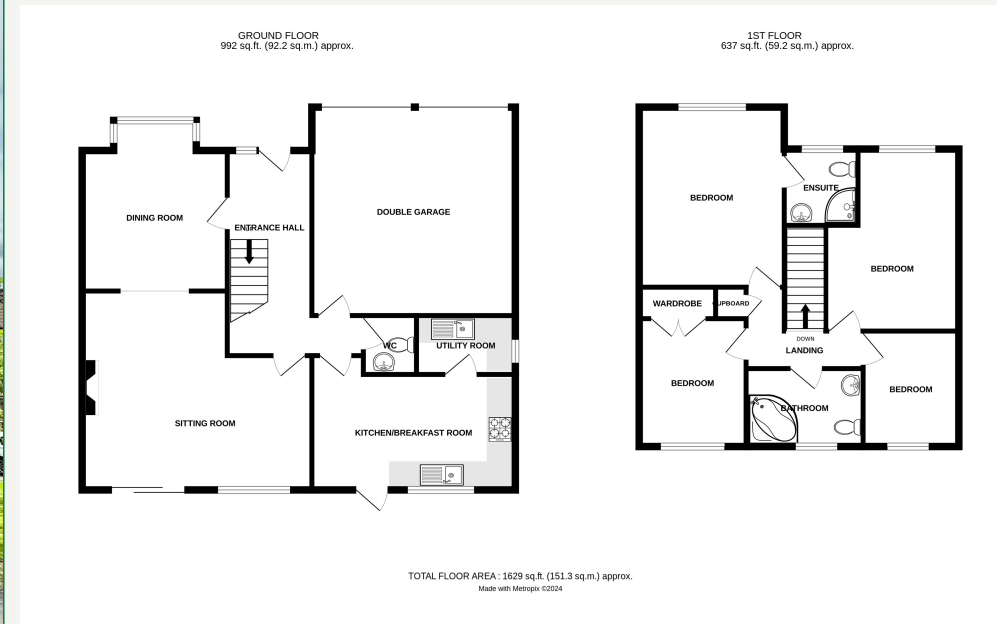 GROUND FLOOR
992 sq.ft. (92.2 sq.m.) approx.
1ST FLOOR
637 sq.ft. (59.2 sq.m.) approx.
DINING ROOM
ENTRANCE HALL
DOUBLE GARAGE
WC
UTILITY ROOM
SITTING ROOM
KITCHEN/BREAKFAST ROOM
BEDROOM
ENSUITE
BEDROOM
WARDROBE
CUPBOARD
DOWN
LANDING
BEDROOM
BATHROOM
BEDROOM
TOTAL FLOOR AREA : 1629 sq.ft. (151.3 sq.m.) approx.
Made with Metropix ©2024